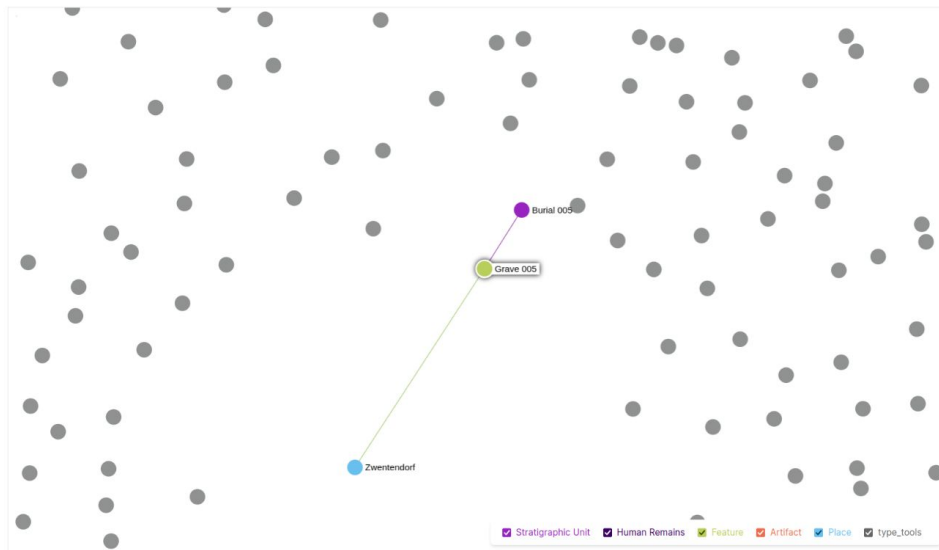 Burial 005
Grave 005
Zwentendorf
Stratigraphic Unit Human Remains Feature Artifact Place type_tools